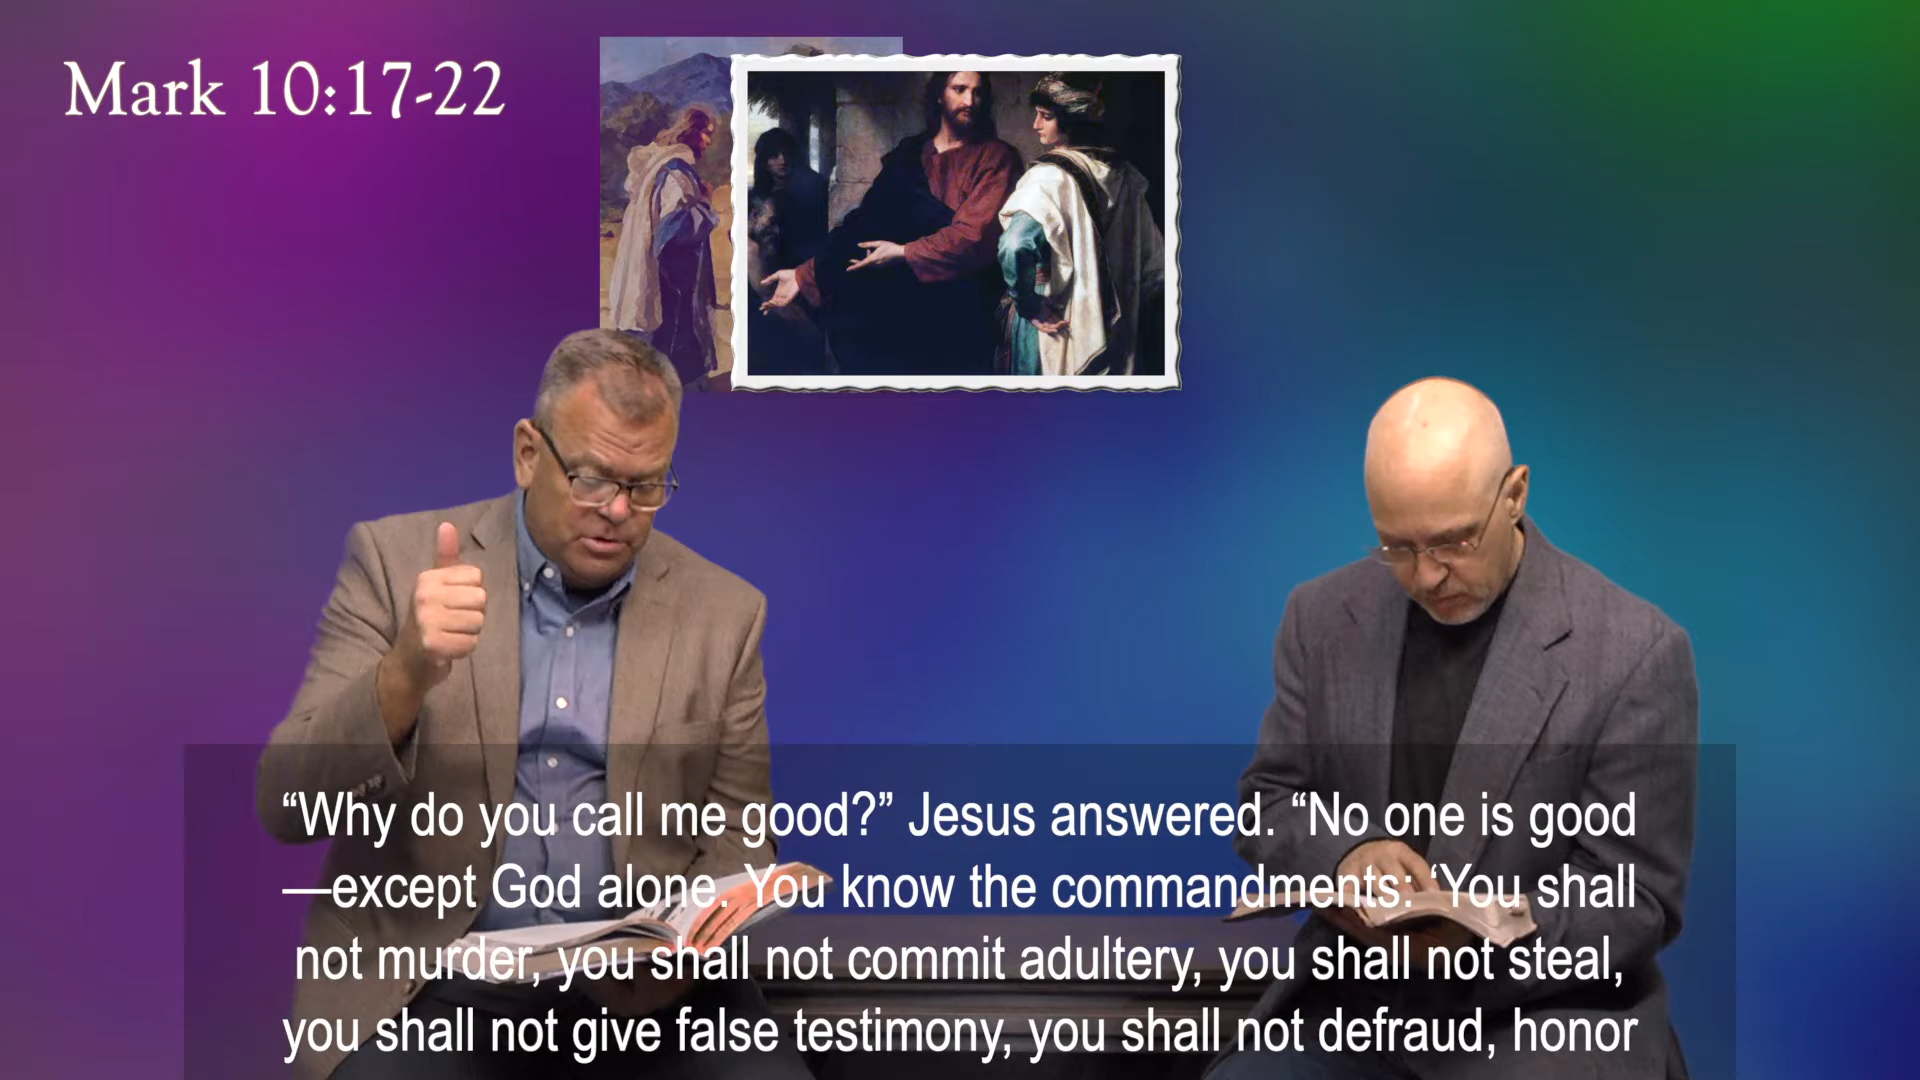 Mark 10:17-22
“Why do you call me good?” Jesus answered. “No one is good
—except God alone. You know the commandments: ‘You shall
not murder, you shall not commit adultery, you shall not steal,
you shall not give false testimony, you shall not defraud, honor